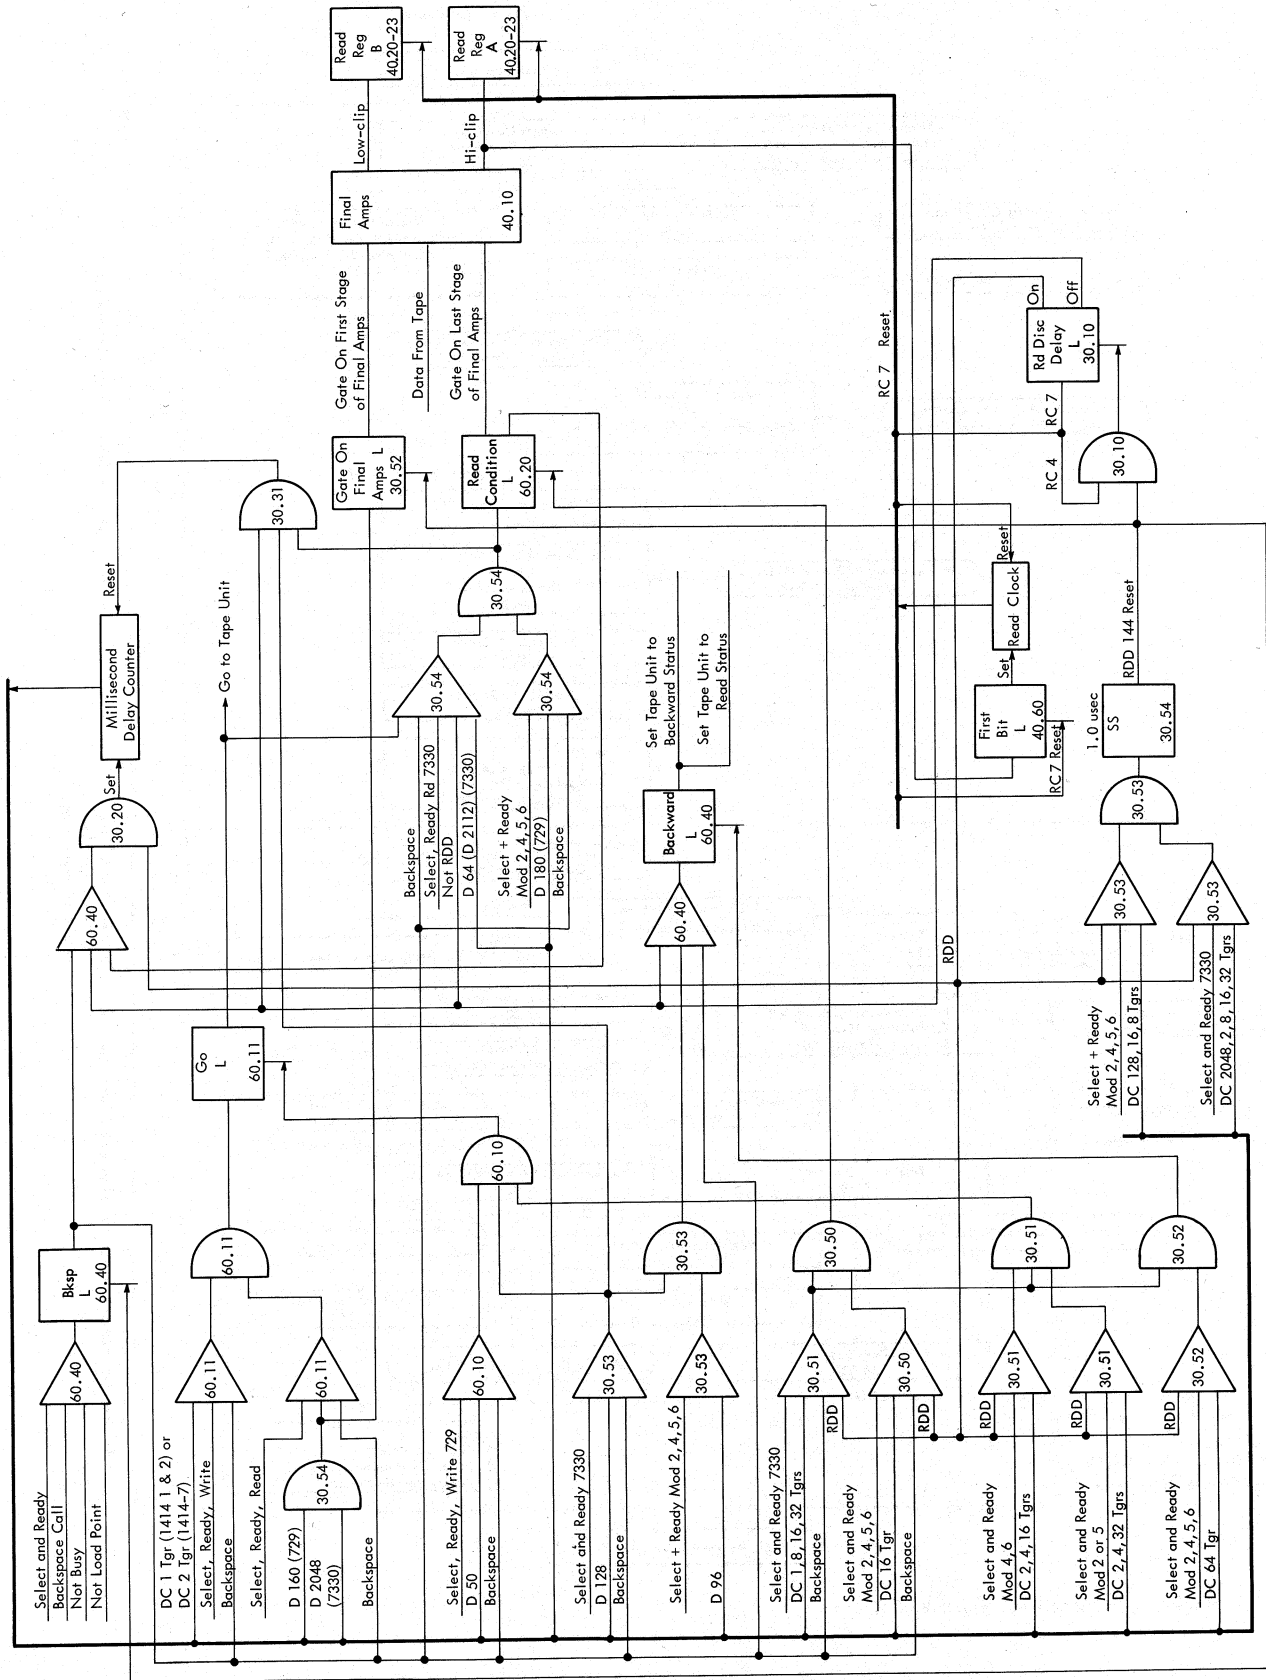 Select and Ready
Backspace Call
Not Busy
Not Load Point
60.40
Bksp
L
60.40
60.40
30.20
Set
Millisecond
Delay Counter
Reset
30.31
DC 1 Tgr (1414 1 & 2) or
DC 2 Tgr (1414-7)
Select, Ready, Write
Backspace
60.11
Select, Ready, Read
D 160 (729)
D 2048
(7330)
Backspace
30.54
60.11
60.11
Go
L
60.11
Go to Tape Unit
Gate On
Final
Amps L
30.52
Gate On First Stage
of Final Amps
Data From Tape
Gate On Last Stage
of Final Amps
Final
Amps
40.10
Low-clip
Hi-clip
Read
Reg
B
40.20-23
Read
Reg
A
40.20-23
Backspace
Select, Ready Rd 7330
Not RDD
D 64 (D 2112) (7330)
Select + Ready
Mod 2,4,5,6
D 180 (729)
Backspace
30.54
30.54
30.54
Read
Condition
L
60.20
Select, Ready, Write 729
D 50
Backspace
60.10
60.10
Select and Ready 7330
D 128
Backspace
30.53
Select + Ready Mod 2,4,5,6
D 96
30.53
30.53
60.40
Backward
L
60.40
Set Tape Unit to
Backward Status
Set Tape Unit to
Read Status
Select and Ready 7330
DC 1,8,16,32 Tgrs
Backspace
RDD
30.51
Select and Ready
Mod 2,4,5,6
DC 16 Tgr
Backspace
RDD
30.50
30.50
RC 7 Reset
Select and Ready
Mod 4,6
DC 2,4,16 Tgrs
RDD
30.51
Select and Ready
Mod 2 or 5
DC 2,4,32 Tgrs
RDD
30.51
30.51
RDD
First
Bit
L
40.60
RC 7 Reset
Set
Read Clock
Reset
Select and Ready
Mod 2,4,5,6
DC 64 Tgr
RDD
30.52
30.52
Select + Ready
Mod 2,4,5,6
DC 128,16,8 Tgrs
30.53
Select and Ready 7330
DC 2048,2,8,16,32 Tgrs
30.53
30.53
1.0 usec
SS
30.54
RDD 144 Reset
RC 4
RC 7
30.10
Rd Disc
Delay
L
30.10
On
Off